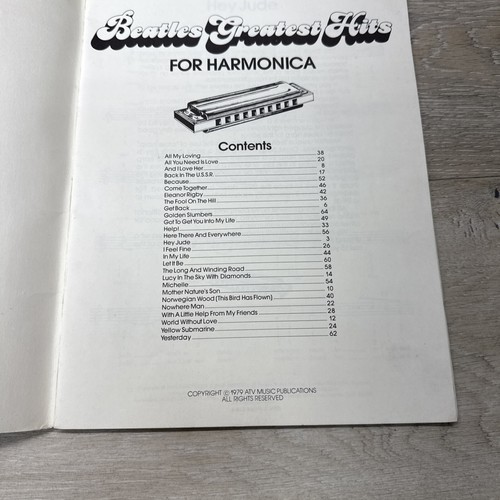 Hey Jude
Beatles Greatest Hits
FOR HARMONICA
Contents
All My Loving 38
All You Need Is Love 20
And I Love Her 8
Back In The U.S.S.R. 17
Because 52
Come Together 46
Eleanor Rigby 42
The Fool On The Hill 36
Get Back 6
Golden Slumbers 64
Got To Get You Into My Life 49
Help! 33
Here There And Everywhere 56
Hey Jude 3
I Feel Fine 26
In My Life 44
Let It Be 60
The Long And Winding Road 58
Lucy In The Sky With Diamonds 14
Michelle 54
Mother Nature's Son 10
Norwegian Wood (This Bird Has Flown) 40
Nowhere Man 22
With A Little Help From My Friends 28
World Without Love 12
Yellow Submarine 24
Yesterday 62
COPYRIGHT © 1979 ATV MUSIC PUBLICATIONS
ALL RIGHTS RESERVED